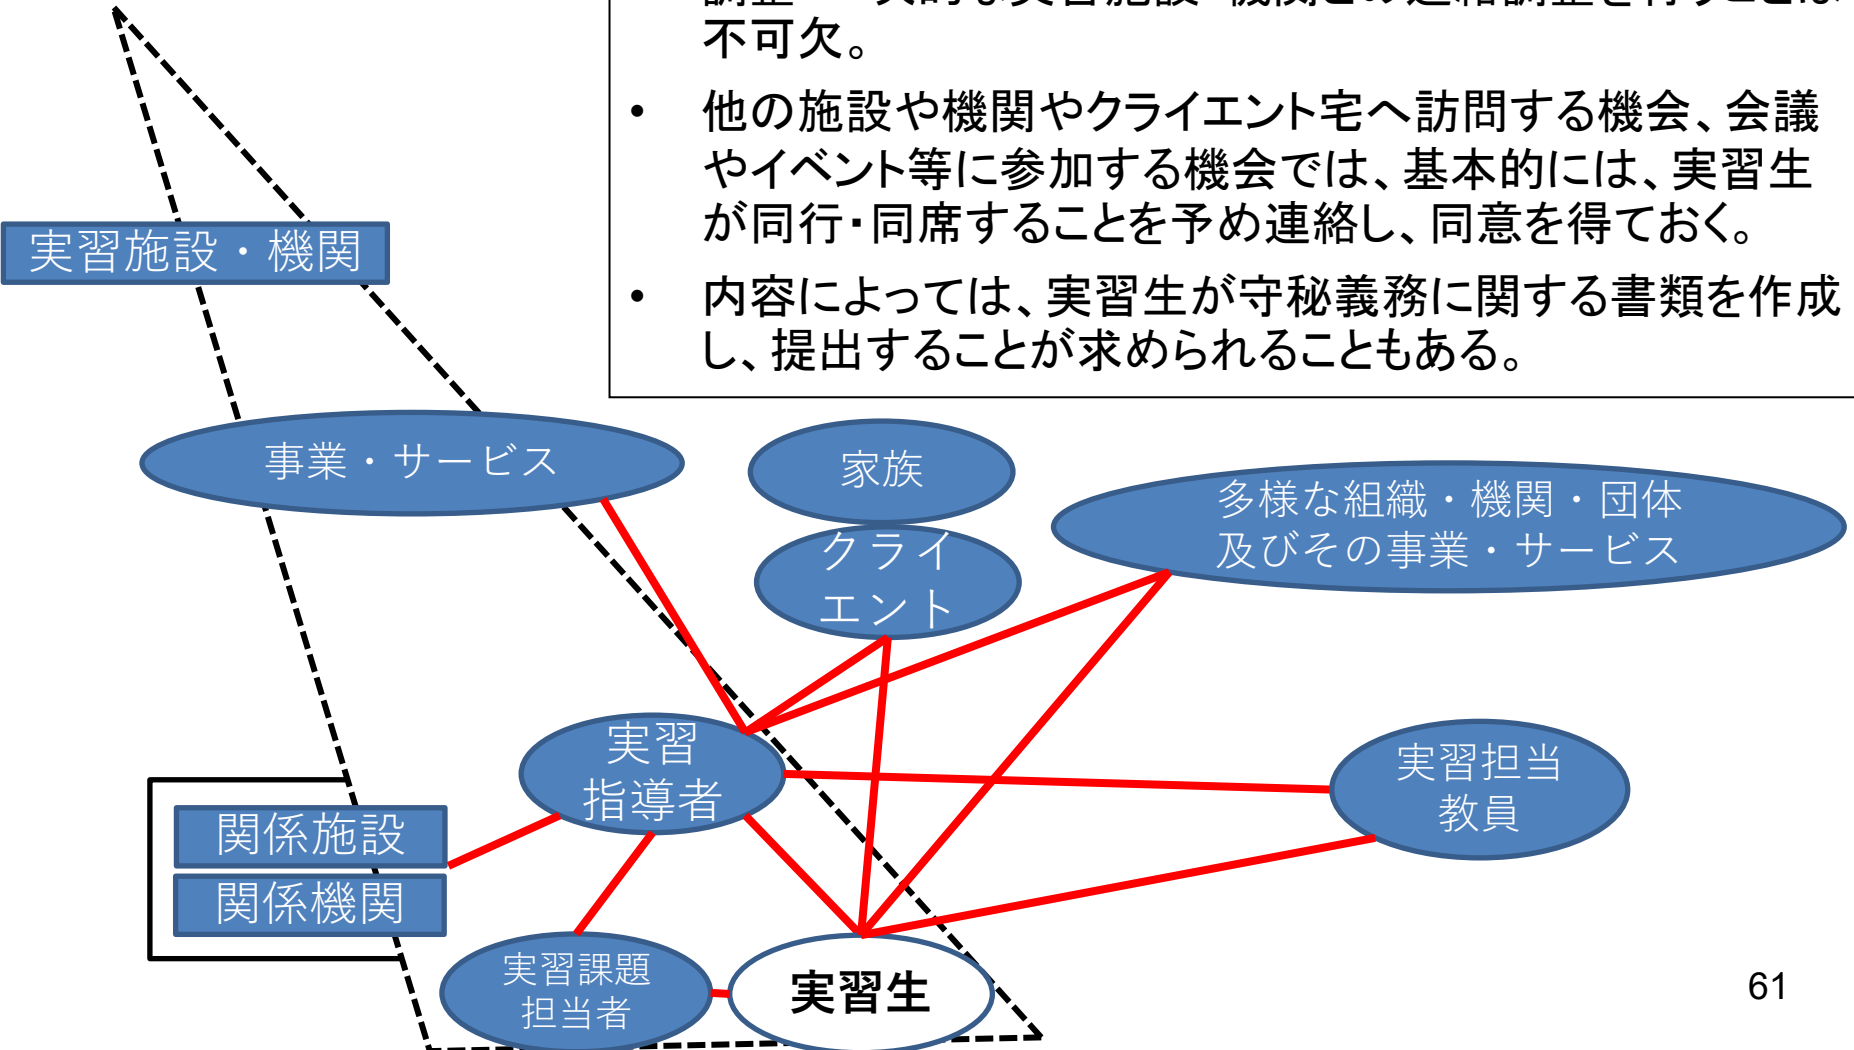 不可欠。
• 他の施設や機関やクライエント宅へ訪問する機会、会議
やイベント等に参加する機会では、基本的には、実習生
が同行・同席することを予め連絡し、同意を得ておく。
• 内容によっては、実習生が守秘義務に関する書類を作成
し、提出することが求められることもある。
実習施設・機関
事業・サービス
家族
クライ
エント
多様な組織・機関・団体
及びその事業・サービス
実習
指導者
実習担当
教員
関係施設
関係機関
実習課題
担当者
実習生
61